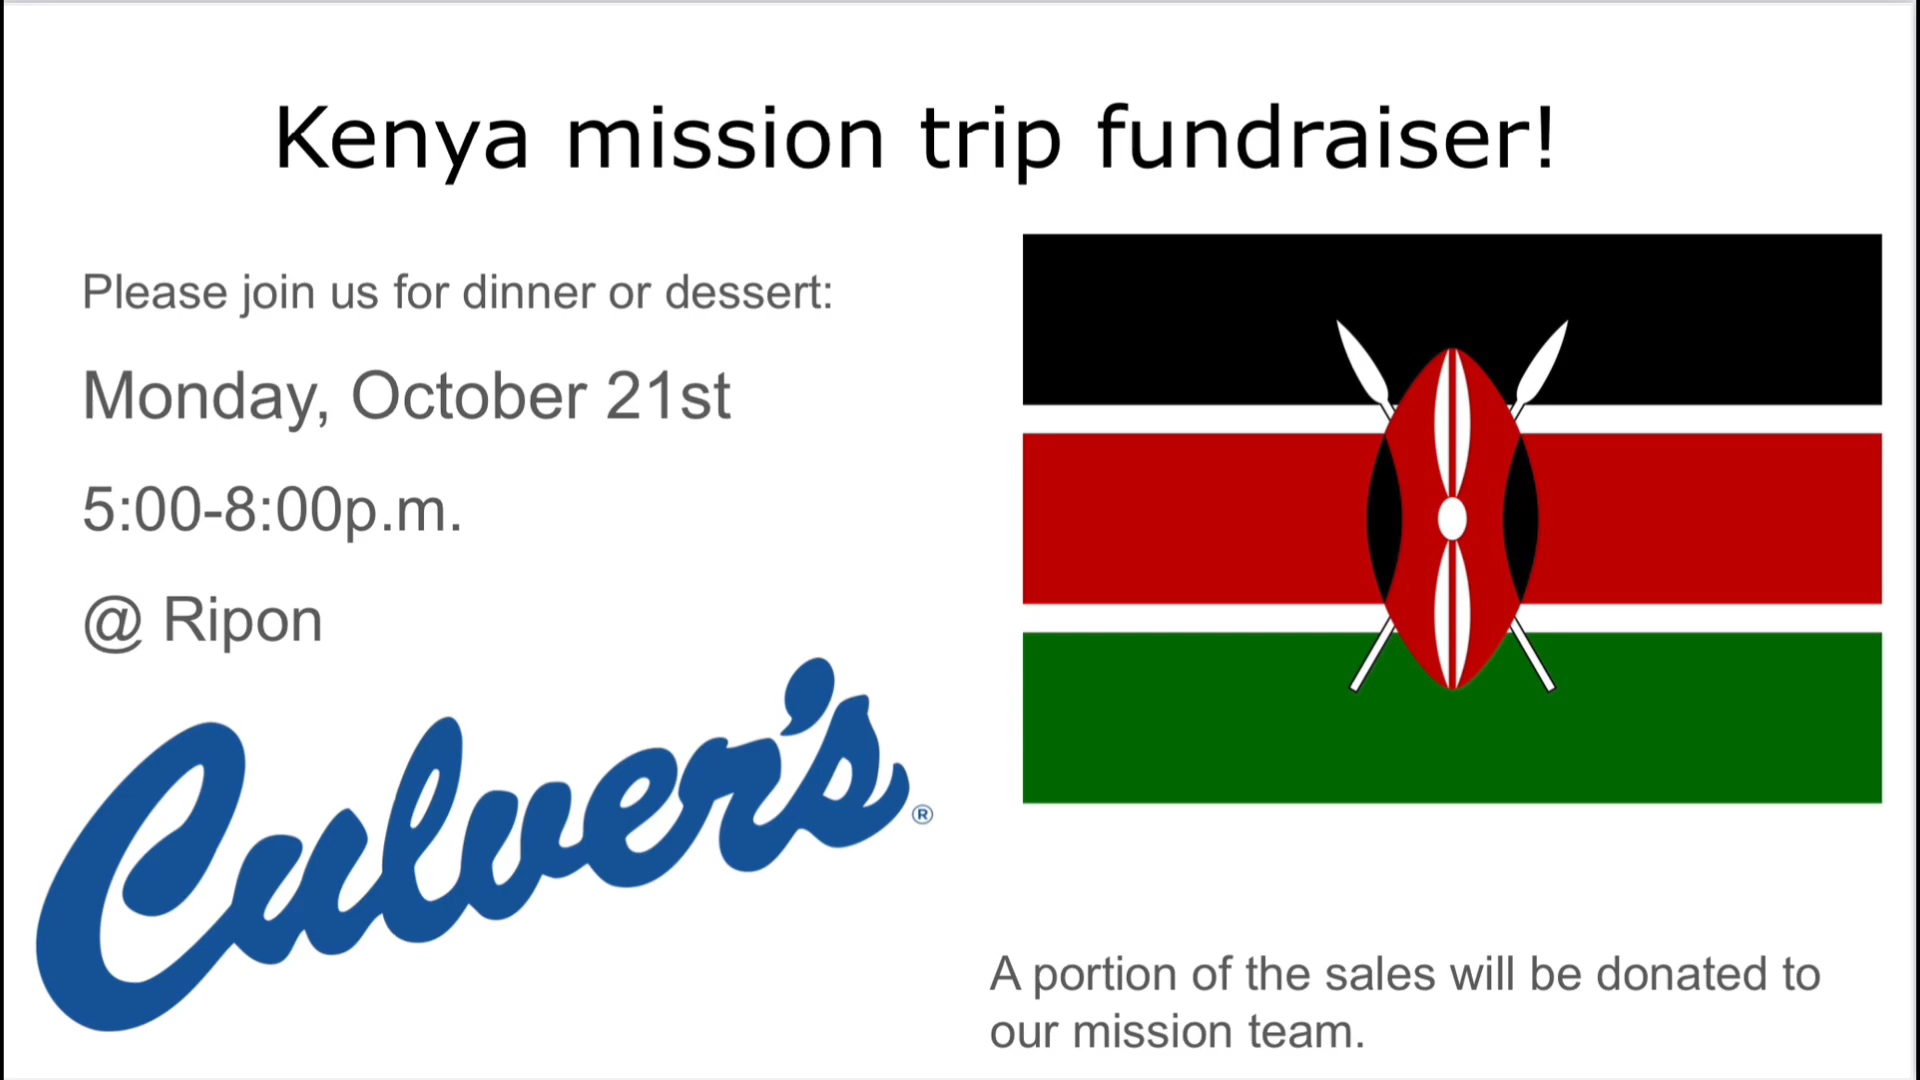 Kenya mission trip fundraiser!
Please join us for dinner or dessert:
Monday, October 21st
5:00-8:00p.m.
@ Ripon
Culver's®
A portion of the sales will be donated to
our mission team.